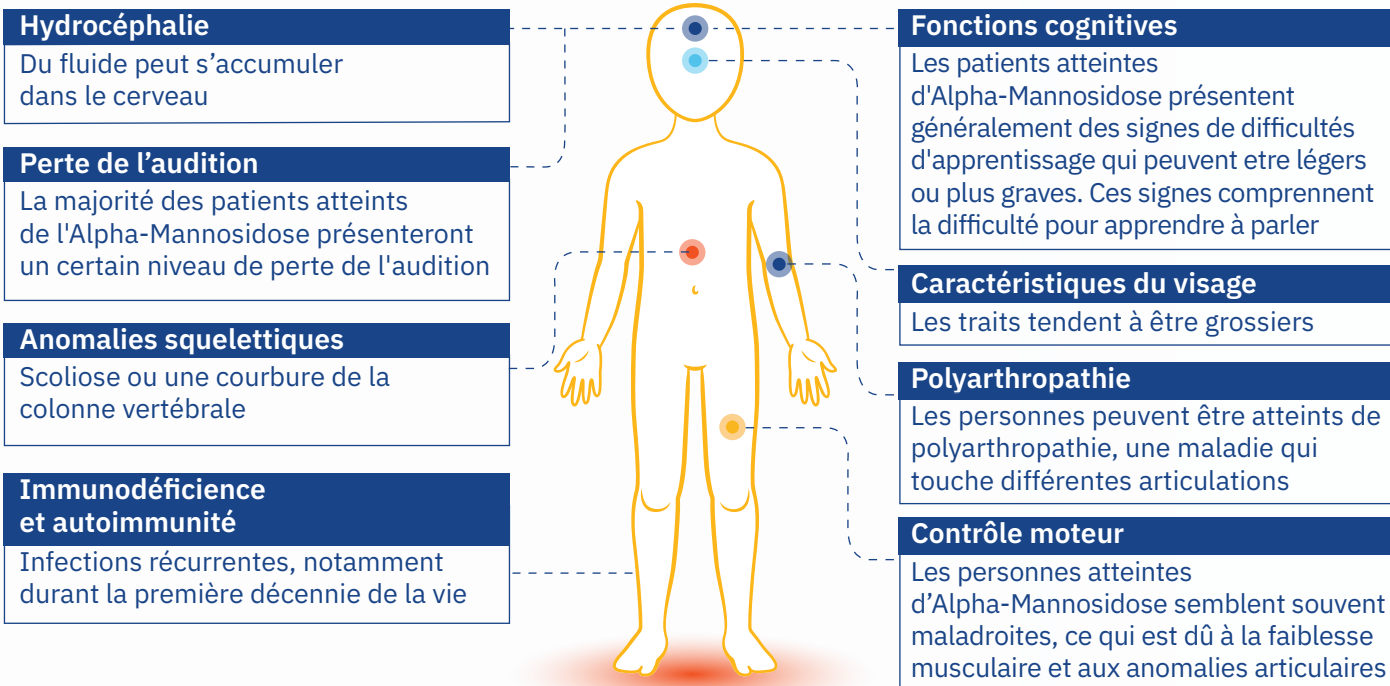 Hydrocéphalie
Du fluide peut s’accumuler
dans le cerveau
Perte de l’audition
La majorité des patients atteints
de l'Alpha-Mannosidose présenteront
un certain niveau de perte de l'audition
Anomalies squelettiques
Scoliose ou une courbure de la
colonne vertébrale
Immunodéficience
et autoimmunité
Infections récurrentes, notamment
durant la première décennie de la vie
Fonctions cognitives
Les patients atteintes
d'Alpha-Mannosidose présentent
généralement des signes de difficultés
d'apprentissage qui peuvent etre légers
ou plus graves. Ces signes comprennent
la difficulté pour apprendre à parler
Caractéristiques du visage
Les traits tendent à être grossiers
Polyarthropathie
Les personnes peuvent être atteints de
polyarthropathie, une maladie qui
touche différentes articulations
Contrôle moteur
Les personnes atteintes
d’Alpha-Mannosidose semblent souvent
maladroites, ce qui est dû à la faiblesse
musculaire et aux anomalies articulaires